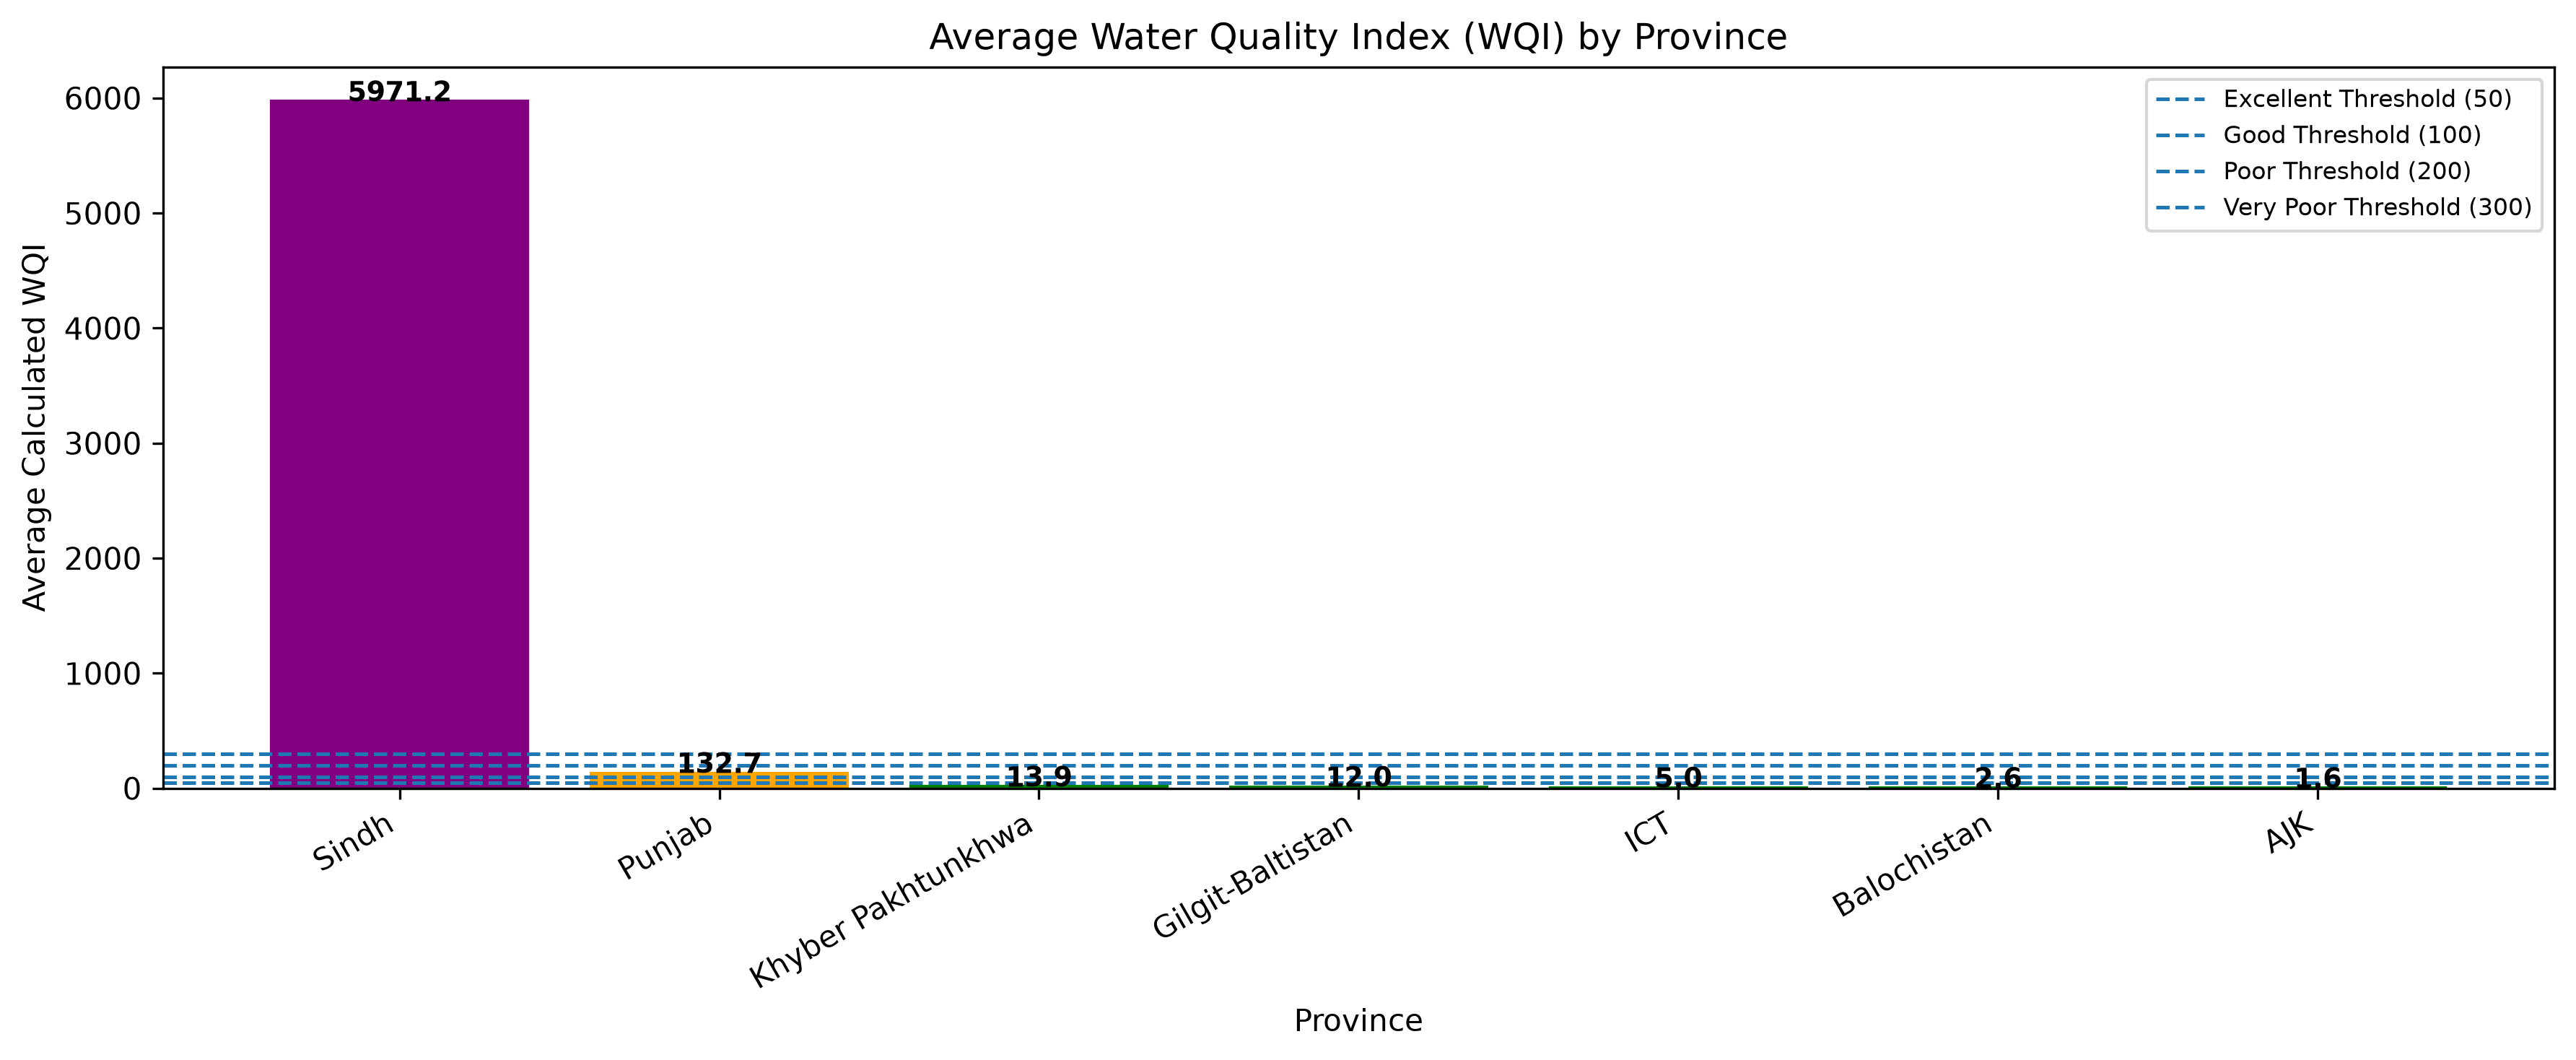 Average Water Quality Index (WQI) by Province
Average Calculated WQI
6000
5000
4000
3000
2000
1000
0
5971.2
132.7
13.9
12.0
5.0
2.6
1.6
Excellent Threshold (50)
Good Threshold (100)
Poor Threshold (200)
Very Poor Threshold (300)
Sindh
Punjab
Khyber Pakhtunkhwa
Gilgit-Baltistan
ICT
Balochistan
AJK
Province